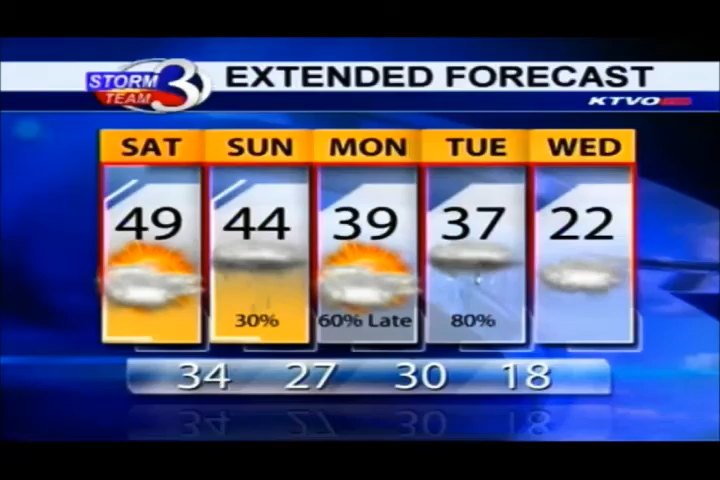 STORM 3 TEAM
EXTENDED FORECAST
KTVO
SAT SUN MON TUE WED
49 44 39 37 22
30% 60% Late 80%
34 27 30 18